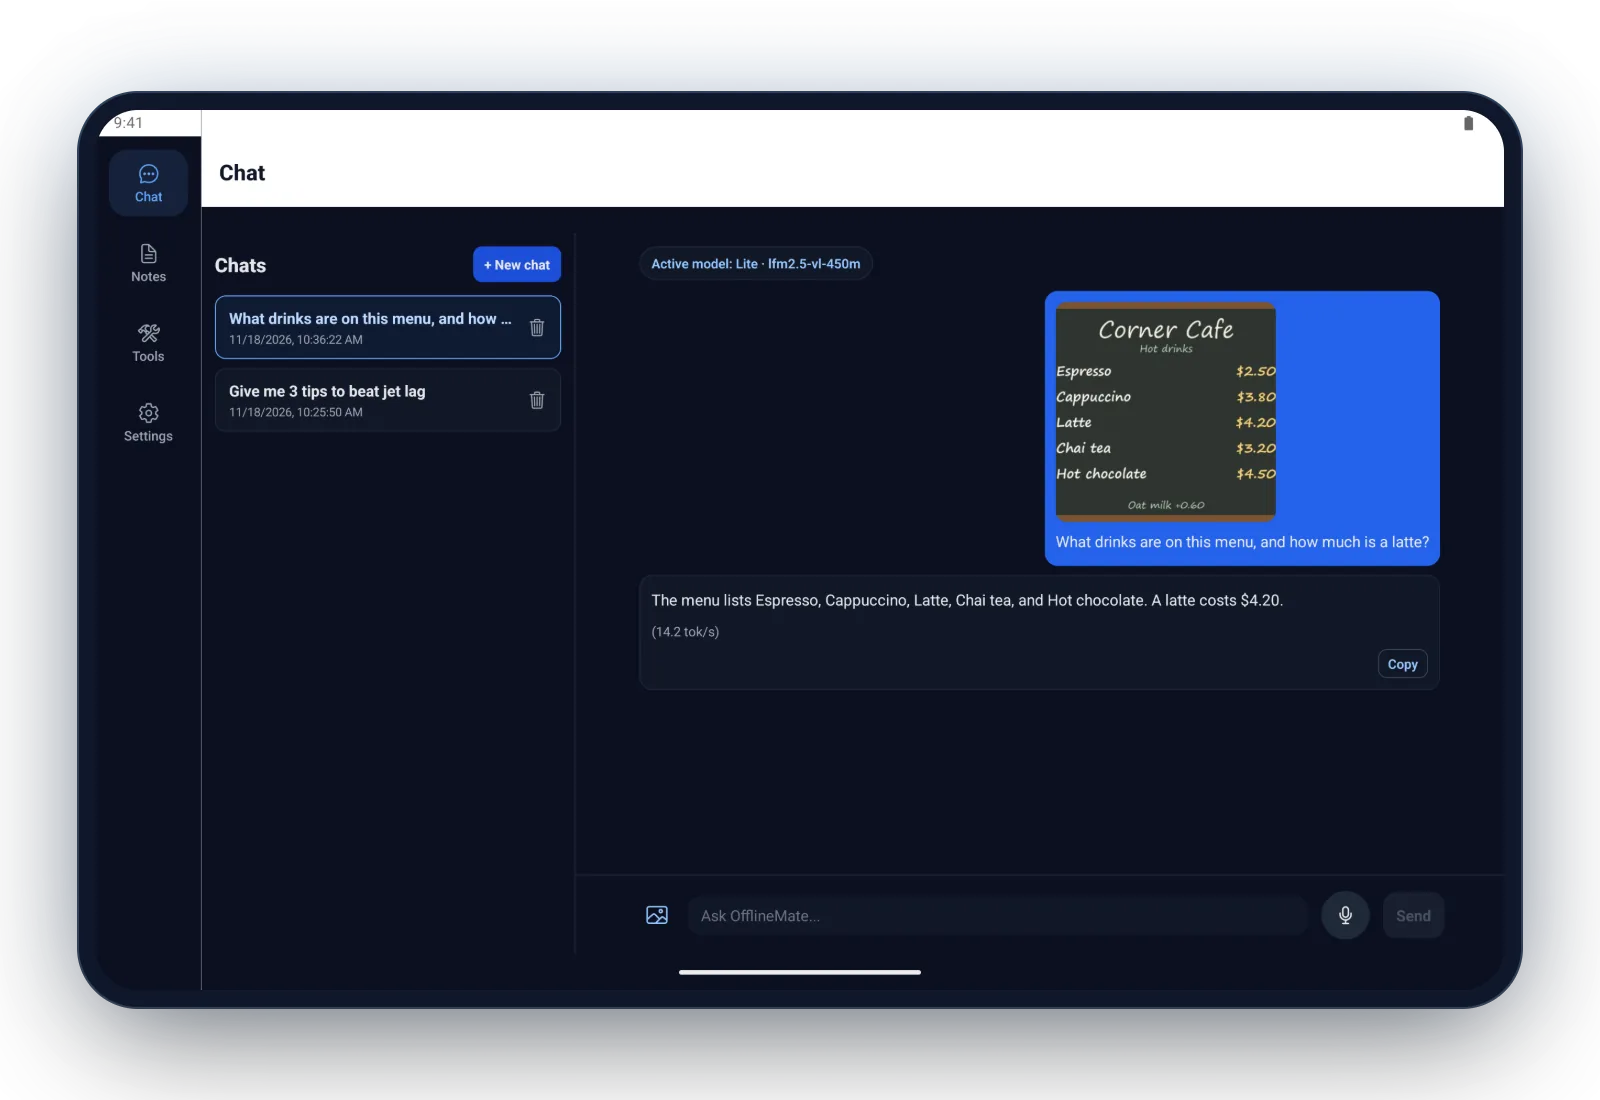 9:41
Chat
Notes
Tools
Settings
Chat
Chats
+ New chat
What drinks are on this menu, and how ...
11/18/2026, 10:36:22 AM
Give me 3 tips to beat jet lag
11/18/2026, 10:25:50 AM
Active model: Lite · lfm2.5-vl-450m
Corner Cafe
Hot drinks
Espresso $2.50
Cappuccino $3.80
Latte $4.20
Chai tea $3.20
Hot chocolate $4.50
Oat milk +0.60
What drinks are on this menu, and how much is a latte?
The menu lists Espresso, Cappuccino, Latte, Chai tea, and Hot chocolate. A latte costs $4.20.
(14.2 tok/s)
Copy
Ask OfflineMate...
Send